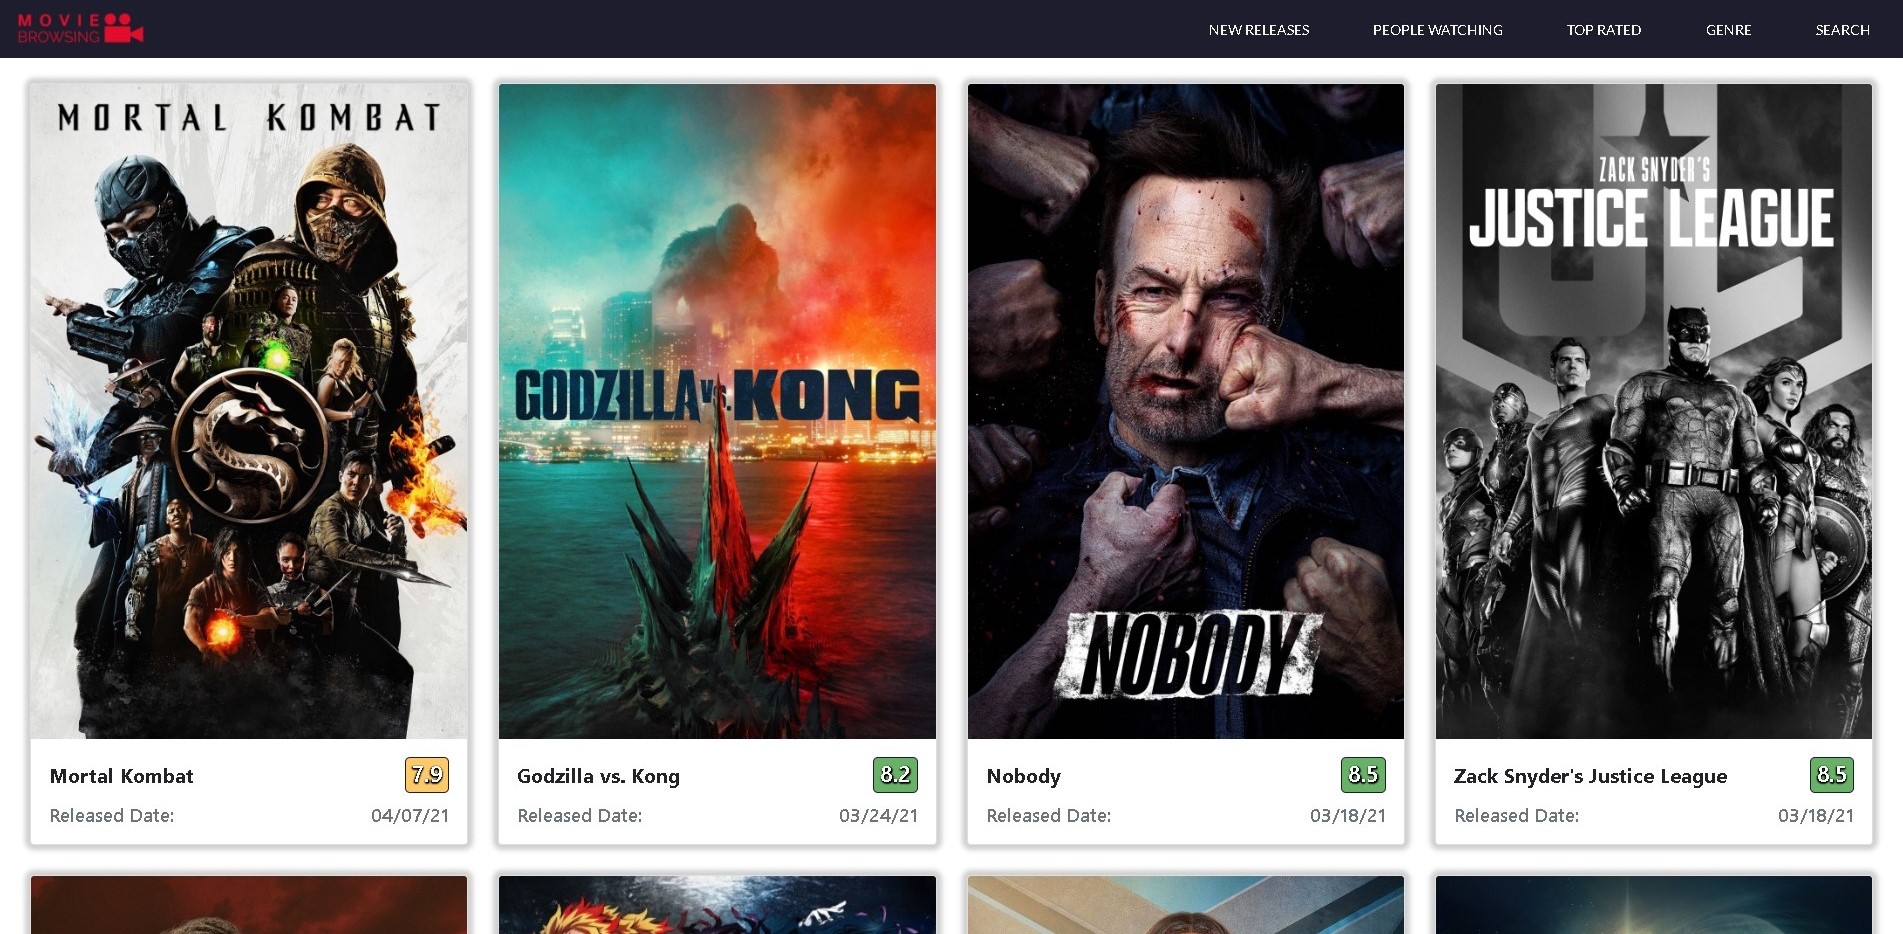 MOVIE
BROWSING
NEW RELEASES
PEOPLE WATCHING
TOP RATED
GENRE
SEARCH
MORTAL KOMBAT
GODZILLA vs. KONG
NOBODY
ZACK SNYDER'S
JUSTICE LEAGUE
JL
Mortal Kombat 7.9
Released Date: 04/07/21
Godzilla vs. Kong 8.2
Released Date: 03/24/21
Nobody 8.5
Released Date: 03/18/21
Zack Snyder's Justice League 8.5
Released Date: 03/18/21